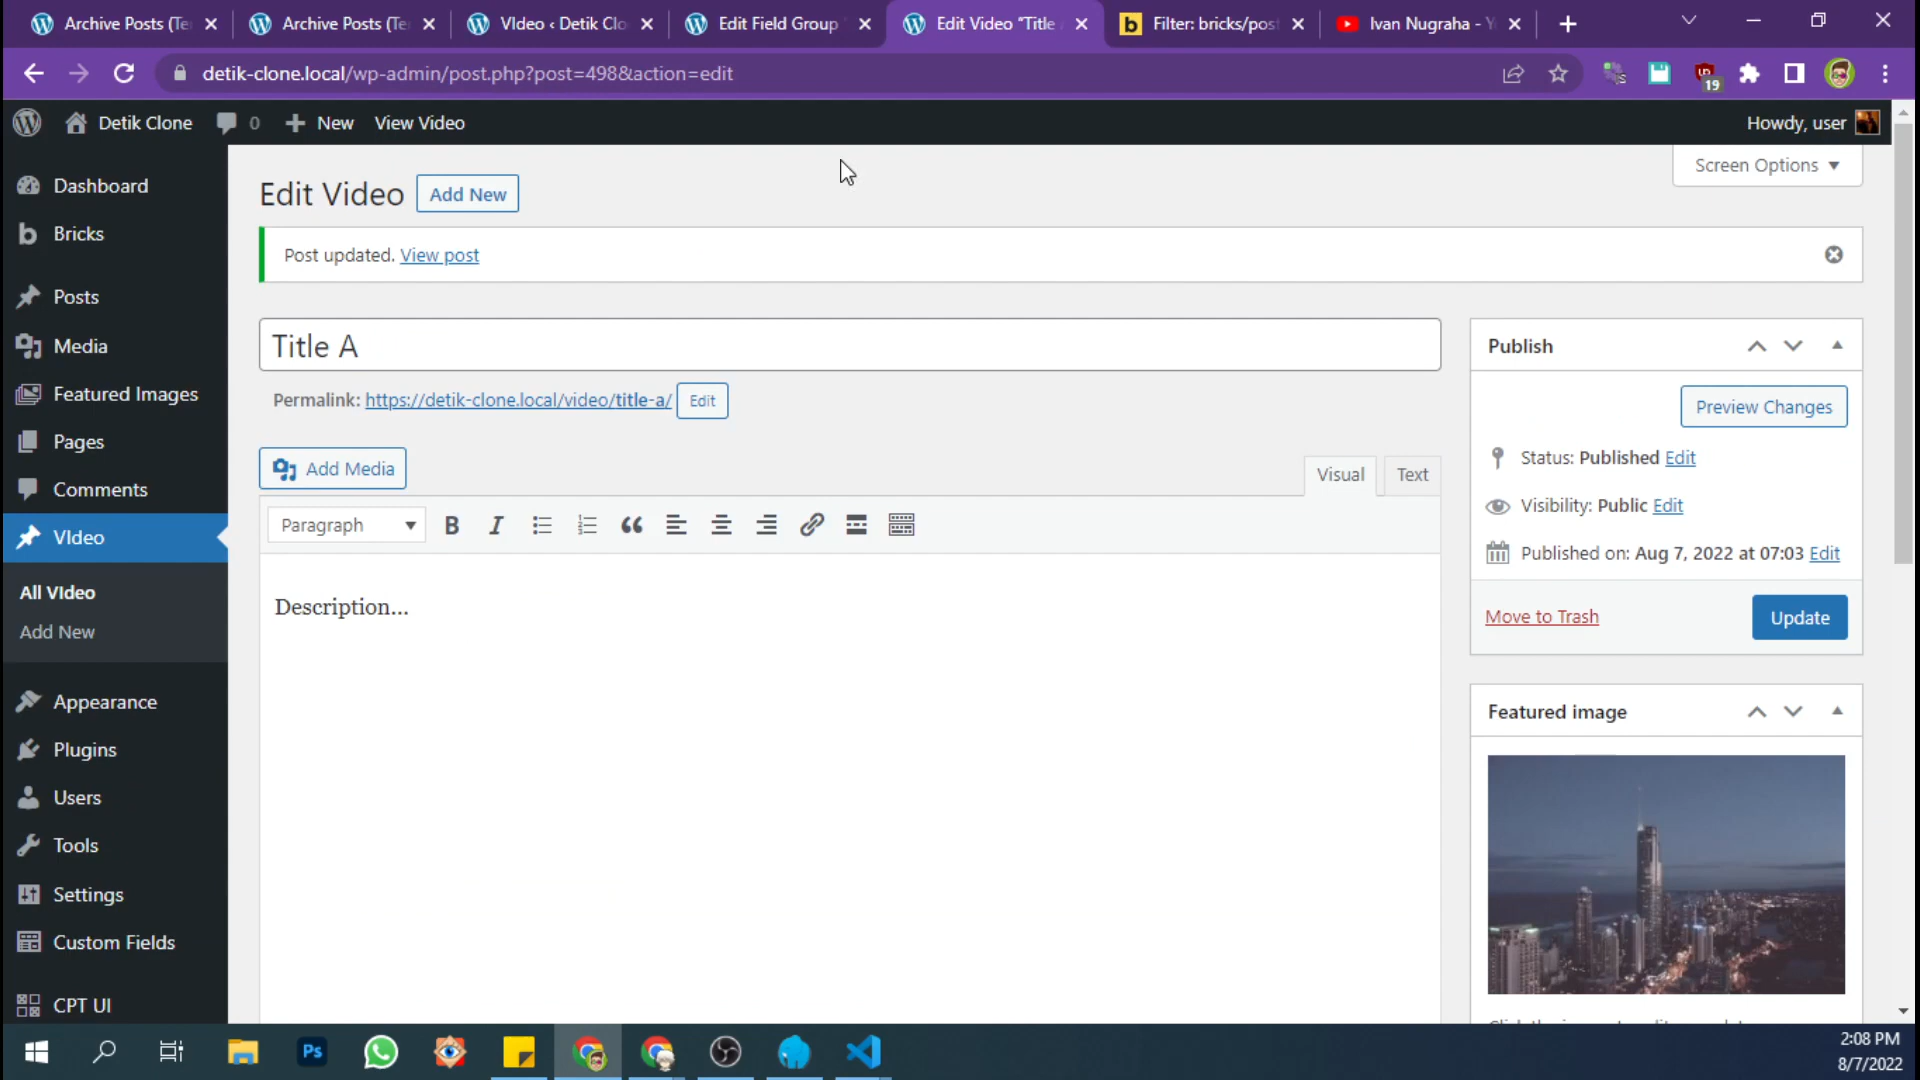 Archive Posts (Te
Archive Posts (Te
VIdeo ‹ Detik Clo
Edit Field Group
Edit Video "Title
Filter: bricks/pos
Ivan Nugraha - Y
detik-clone.local/wp-admin/post.php?post=498&action=edit
19
Detik Clone
0
New
View Video
Howdy, user
Screen Options
Dashboard
Bricks
Posts
Media
Featured Images
Pages
Comments
VIdeo
All VIdeo
Add New
Appearance
Plugins
Users
Tools
Settings
Custom Fields
CPT UI
Edit Video
Add New
Post updated. View post
Title A
Permalink: https://detik-clone.local/video/title-a/ Edit
Add Media
Visual
Text
Paragraph
Description...
Publish
Preview Changes
Status: Published Edit
Visibility: Public Edit
Published on: Aug 7, 2022 at 07:03 Edit
Move to Trash
Update
Featured image
Ps
2:08 PM
8/7/2022